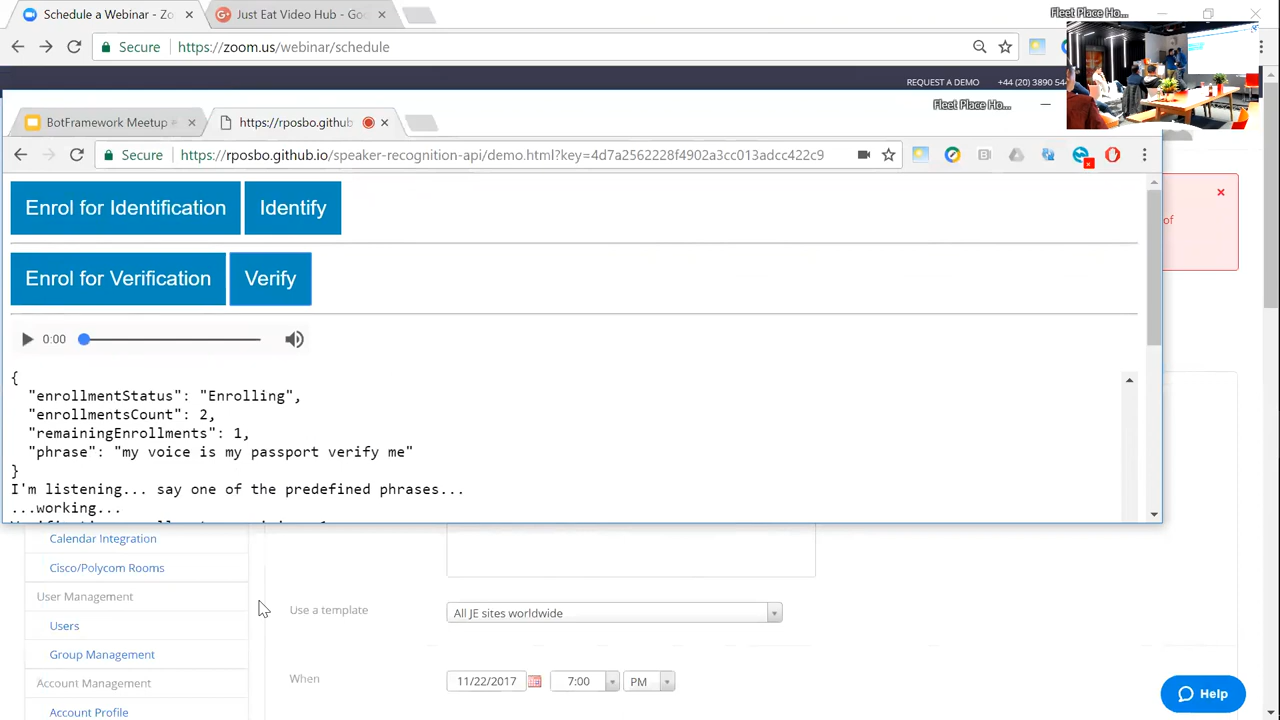 Schedule a Webinar - Zo
Just Eat Video Hub - Goo
Fleet Place Ho...
Secure
https://zoom.us/webinar/schedule
REQUEST A DEMO
+44 (20) 3890 54
Fleet Place Ho...
BotFramework Meetup
https://rposbo.github
Secure
https://rposbo.github.io/speaker-recognition-api/demo.html?key=4d7a2562228f4902a3cc013adcc422c9
Enrol for Identification
Identify
of
Enrol for Verification
Verify
0:00
{
"enrollmentStatus": "Enrolling",
"enrollmentsCount": 2,
"remainingEnrollments": 1,
"phrase": "my voice is my passport verify me"
}
I'm listening... say one of the predefined phrases...
...working...
Calendar Integration
Cisco/Polycom Rooms
User Management
Use a template
All JE sites worldwide
Users
Group Management
When
11/22/2017
7:00
PM
Account Management
Help
Account Profile